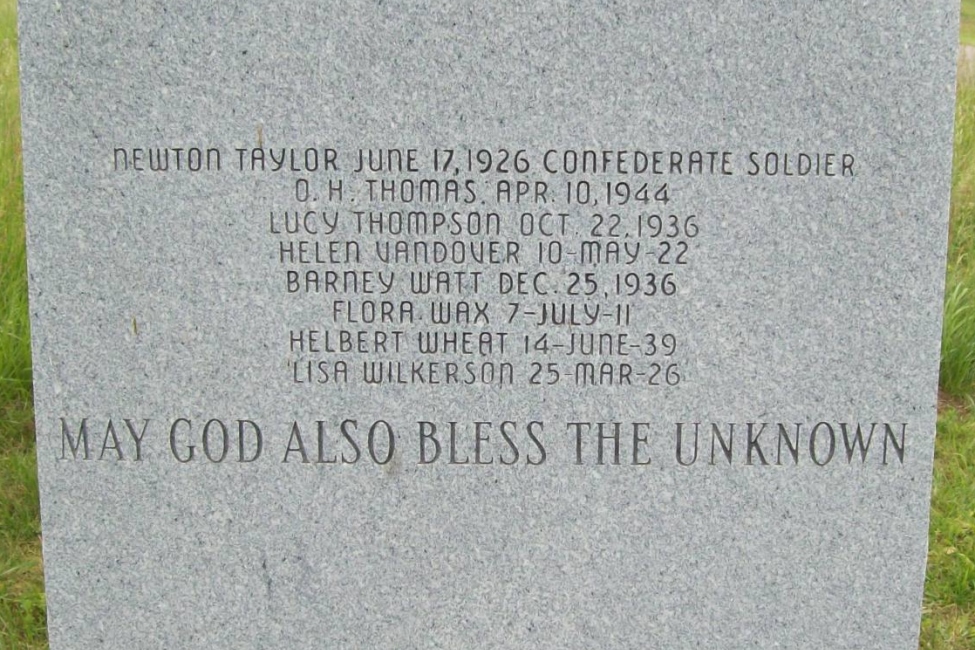 NEWTON TAYLOR JUNE 17, 1926 CONFEDERATE SOLDIER
O. H. THOMAS. APR. 10, 1944
LUCY THOMPSON OCT. 22, 1936
HELEN VANDOVER 10-MAY-22
BARNEY WATT DEC. 25, 1936
FLORA WAX 7-JULY-11
HELBERT WHEAT 14-JUNE-39
LISA WILKERSON 25-MAR-26
MAY GOD ALSO BLESS THE UNKNOWN